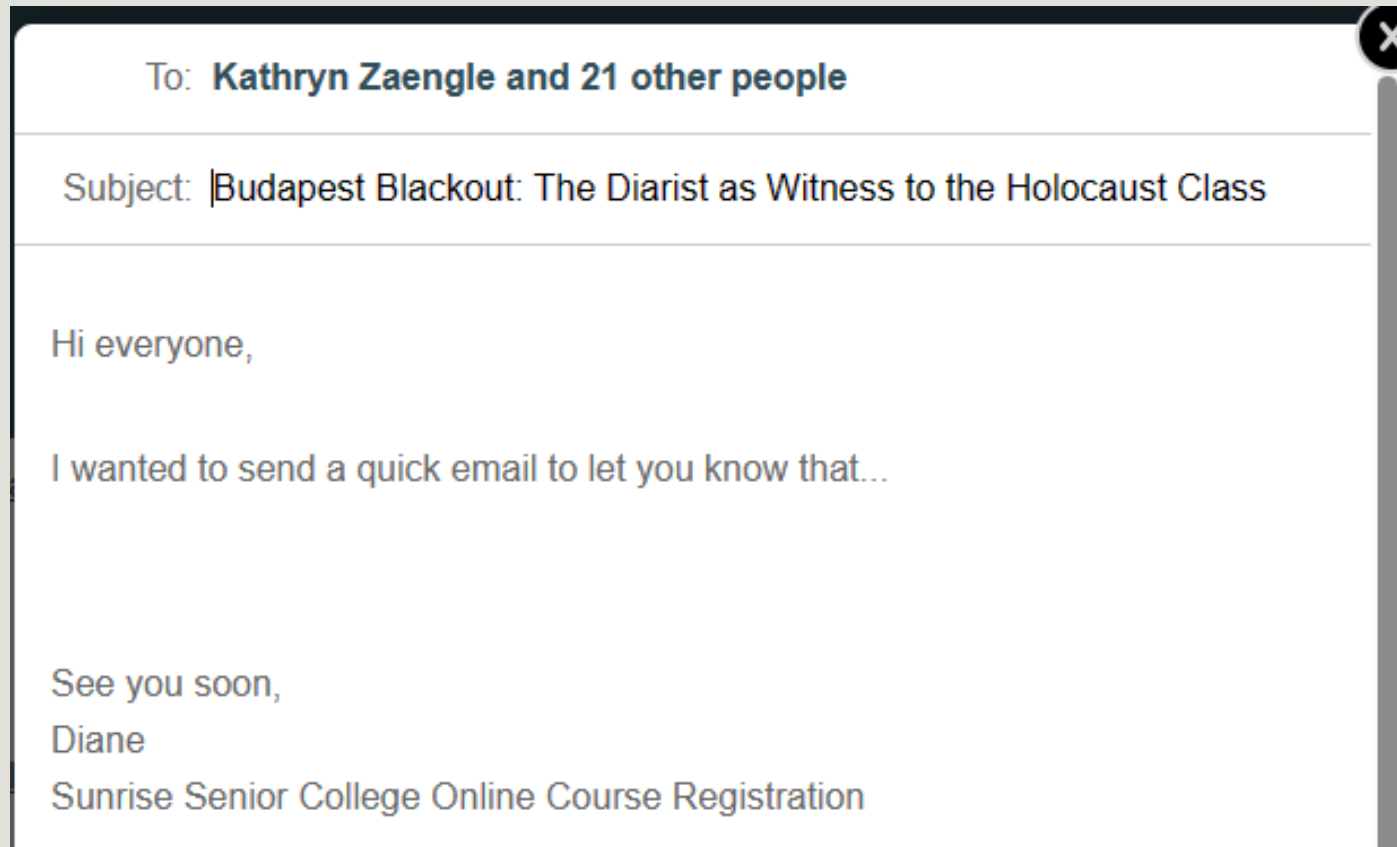 To: Kathryn Zaengle and 21 other people
Subject: Budapest Blackout: The Diarist as Witness to the Holocaust Class
Hi everyone,
I wanted to send a quick email to let you know that...
See you soon,
Diane
Sunrise Senior College Online Course Registration